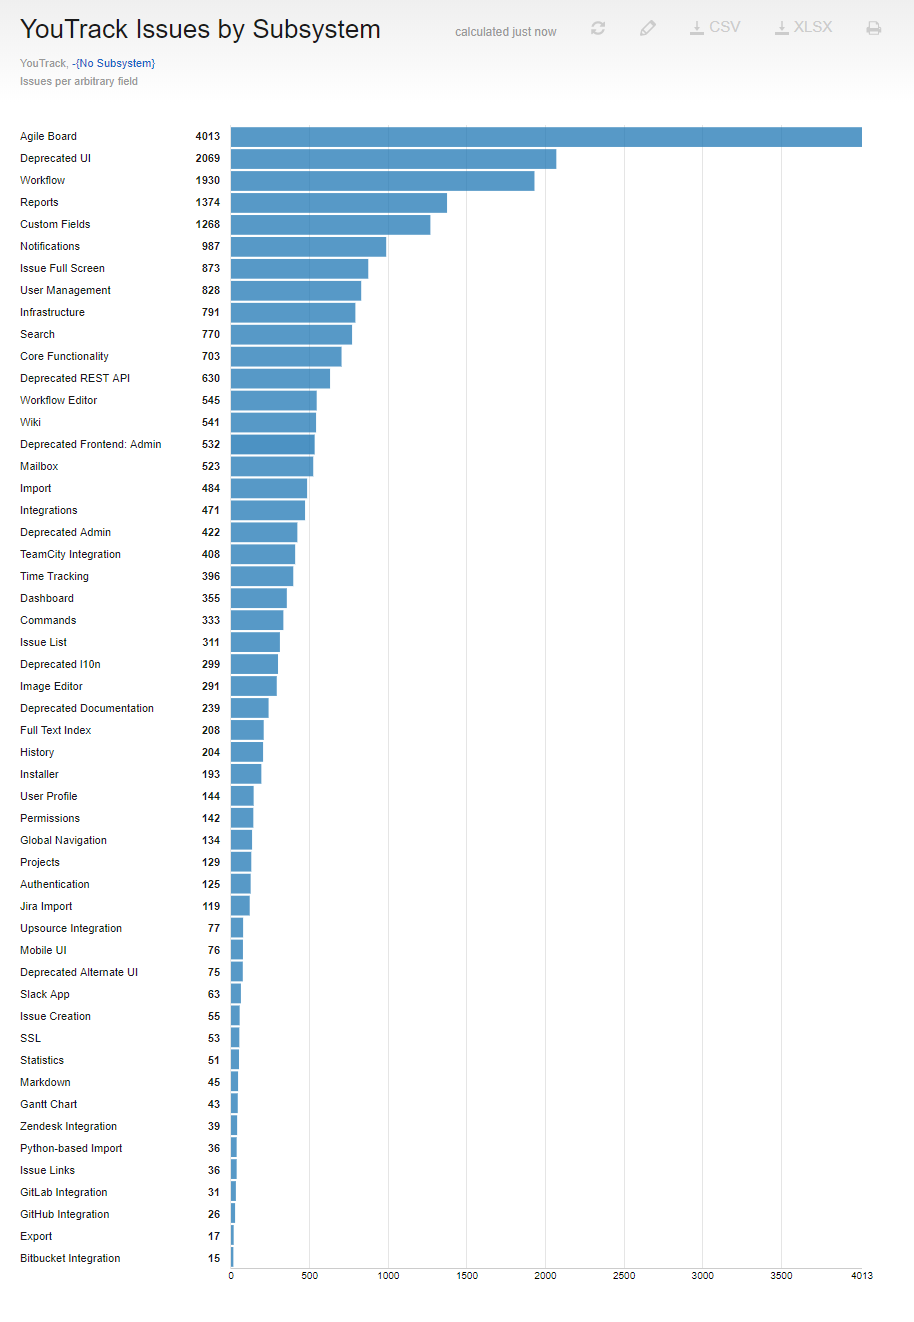 YouTrack Issues by Subsystem
calculated just now
CSV
XLSX
YouTrack, -{No Subsystem}
Issues per arbitrary field
Agile Board 4013
Deprecated UI 2069
Workflow 1930
Reports 1374
Custom Fields 1268
Notifications 987
Issue Full Screen 873
User Management 828
Infrastructure 791
Search 770
Core Functionality 703
Deprecated REST API 630
Workflow Editor 545
Wiki 541
Deprecated Frontend: Admin 532
Mailbox 523
Import 484
Integrations 471
Deprecated Admin 422
TeamCity Integration 408
Time Tracking 396
Dashboard 355
Commands 333
Issue List 311
Deprecated l10n 299
Image Editor 291
Deprecated Documentation 239
Full Text Index 208
History 204
Installer 193
User Profile 144
Permissions 142
Global Navigation 134
Projects 129
Authentication 125
Jira Import 119
Upsource Integration 77
Mobile UI 76
Deprecated Alternate UI 75
Slack App 63
Issue Creation 55
SSL 53
Statistics 51
Markdown 45
Gantt Chart 43
Zendesk Integration 39
Python-based Import 36
Issue Links 36
GitLab Integration 31
GitHub Integration 26
Export 17
Bitbucket Integration 15
0 500 1000 1500 2000 2500 3000 3500 4013